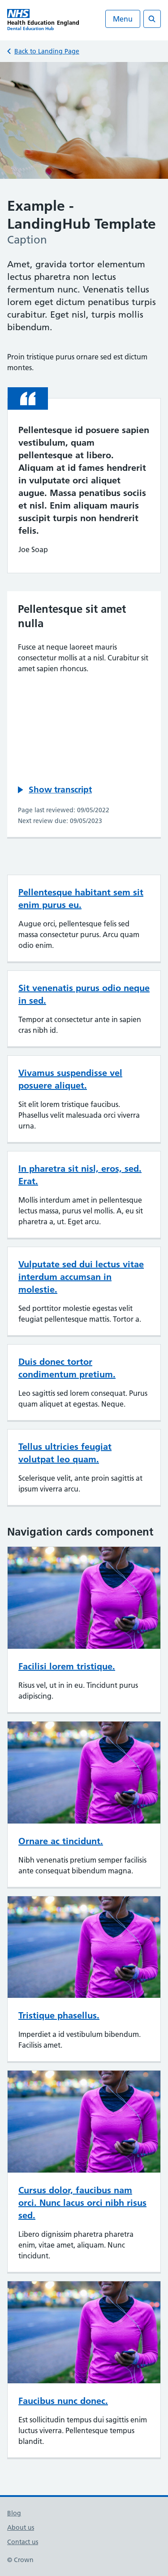 NHS
Health Education England
Dental Education Hub
Menu
Back to Landing Page
Example -
LandingHub Template
Caption
Amet, gravida tortor elementum
lectus pharetra non lectus
fermentum nunc. Venenatis tellus
lorem eget dictum penatibus turpis
curabitur. Eget nisl, turpis mollis
bibendum.
Proin tristique purus ornare sed est dictum
montes.
Pellentesque id posuere sapien
vestibulum, quam
pellentesque at libero.
Aliquam at id fames hendrerit
in vulputate orci aliquet
augue. Massa penatibus sociis
et nisl. Enim aliquam mauris
suscipit turpis non hendrerit
felis.
Joe Soap
Pellentesque sit amet
nulla
Fusce at neque laoreet mauris
consectetur mollis at a nisl. Curabitur sit
amet sapien rhoncus.
Show transcript
Page last reviewed: 09/05/2022
Next review due: 09/05/2023
Pellentesque habitant sem sit
enim purus eu.
Augue orci, pellentesque felis sed
massa consectetur purus. Arcu quam
odio enim.
Sit venenatis purus odio neque
in sed.
Tempor at consectetur ante in sapien
cras nibh id.
Vivamus suspendisse vel
posuere aliquet.
Sit elit lorem tristique faucibus.
Phasellus velit malesuada orci viverra
urna.
In pharetra sit nisl, eros, sed.
Erat.
Mollis interdum amet in pellentesque
lectus massa, purus vel mollis. A, eu sit
pharetra a, ut. Eget arcu.
Vulputate sed dui lectus vitae
interdum accumsan in
molestie.
Sed porttitor molestie egestas velit
feugiat pellentesque mattis. Tortor a.
Duis donec tortor
condimentum pretium.
Leo sagittis sed lorem consequat. Purus
quam aliquet at egestas. Neque.
Tellus ultricies feugiat
volutpat leo quam.
Scelerisque velit, ante proin sagittis at
ipsum viverra arcu.
Navigation cards component
Facilisi lorem tristique.
Risus vel, ut in in eu. Tincidunt purus
adipiscing.
Ornare ac tincidunt.
Nibh venenatis pretium semper facilisis
ante consequat bibendum magna.
Tristique phasellus.
Imperdiet a id vestibulum bibendum.
Facilisis amet.
Cursus dolor, faucibus nam
orci. Nunc lacus orci nibh risus
sed.
Libero dignissim pharetra pharetra
enim, vitae amet, aliquam. Nunc
tincidunt.
Faucibus nunc donec.
Est sollicitudin tempus dui sagittis enim
luctus viverra. Pellentesque tempus
blandit.
Blog
About us
Contact us
© Crown